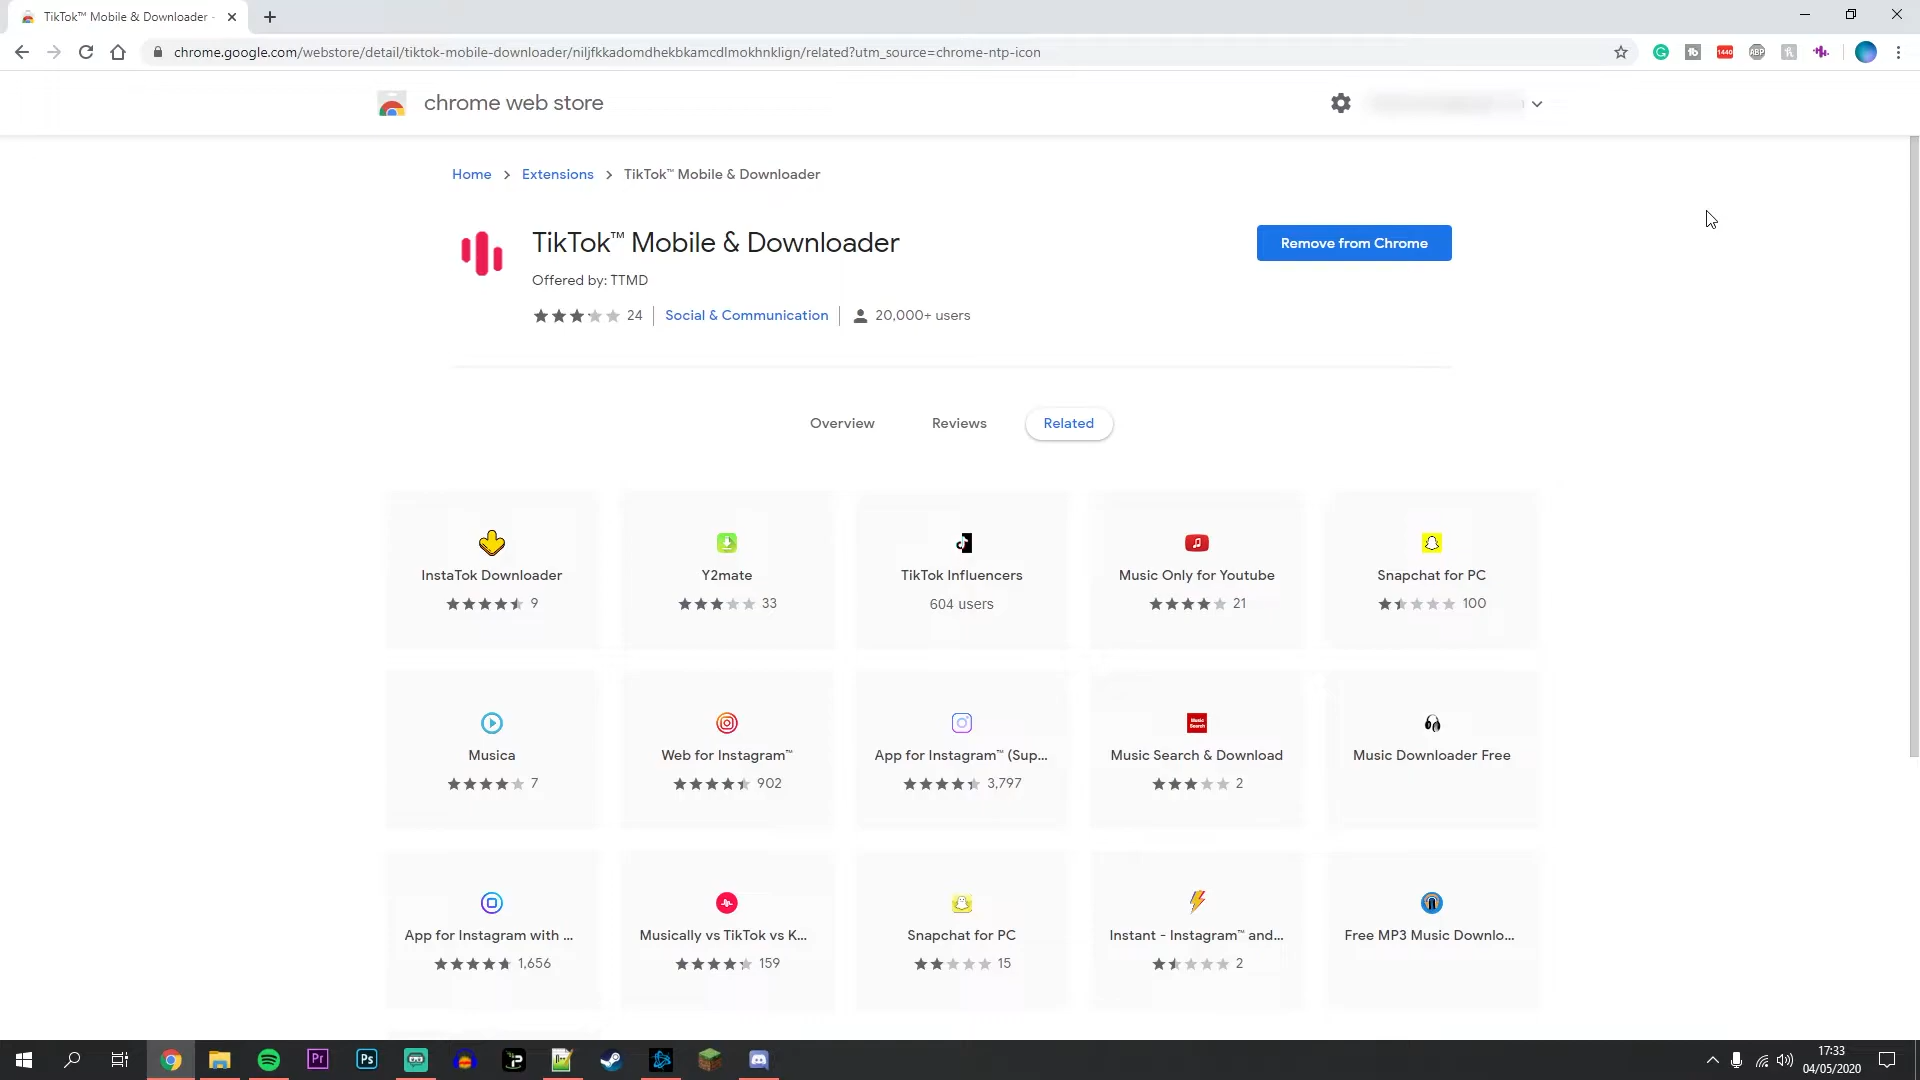 TikTok™ Mobile & Downloader -
chrome.google.com/webstore/detail/tiktok-mobile-downloader/niljfkkadomdhekbkamcdlmokhnklign/related?utm_source=chrome-ntp-icon
1440
ABP
chrome web store
Home > Extensions > TikTok™ Mobile & Downloader
TikTok™ Mobile & Downloader
Remove from Chrome
Offered by: TTMD
24 Social & Communication 20,000+ users
Overview Reviews Related
InstaTok Downloader Y2mate TikTok Influencers Music Only for Youtube Snapchat for PC
9 33 604 users 21 100
Musica Web for Instagram™ App for Instagram™ (Sup... Music Search & Download Music Downloader Free
7 902 3,797 2
App for Instagram with ... Musically vs TikTok vs K... Snapchat for PC Instant - Instagram™ and... Free MP3 Music Downlo...
1,656 159 15 2
Pr Ps
17:33
04/05/2020